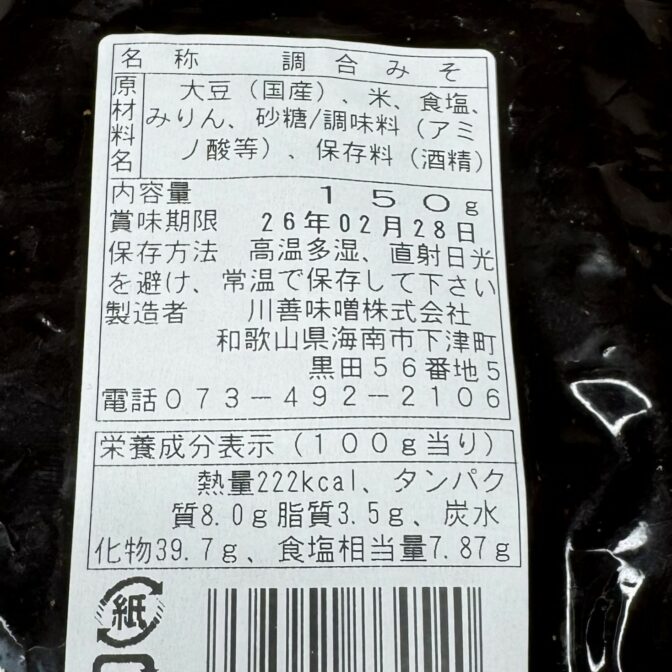 名称 調合みそ
原材料名 大豆（国産）、米、食塩、
みりん、砂糖/調味料（アミ
ノ酸等）、保存料（酒精）
内容量 １５０ｇ
賞味期限 26年02月28日
保存方法 高温多湿、直射日光
を避け、常温で保存して下さい
製造者 川善味噌株式会社
和歌山県海南市下津町
黒田５６番地５
電話０７３－４９２－２１０６
栄養成分表示（１００ｇ当り）
熱量222kcal、タンパク
質8.0ｇ脂質3.5ｇ、炭水
化物39.7ｇ、食塩相当量7.87ｇ
紙